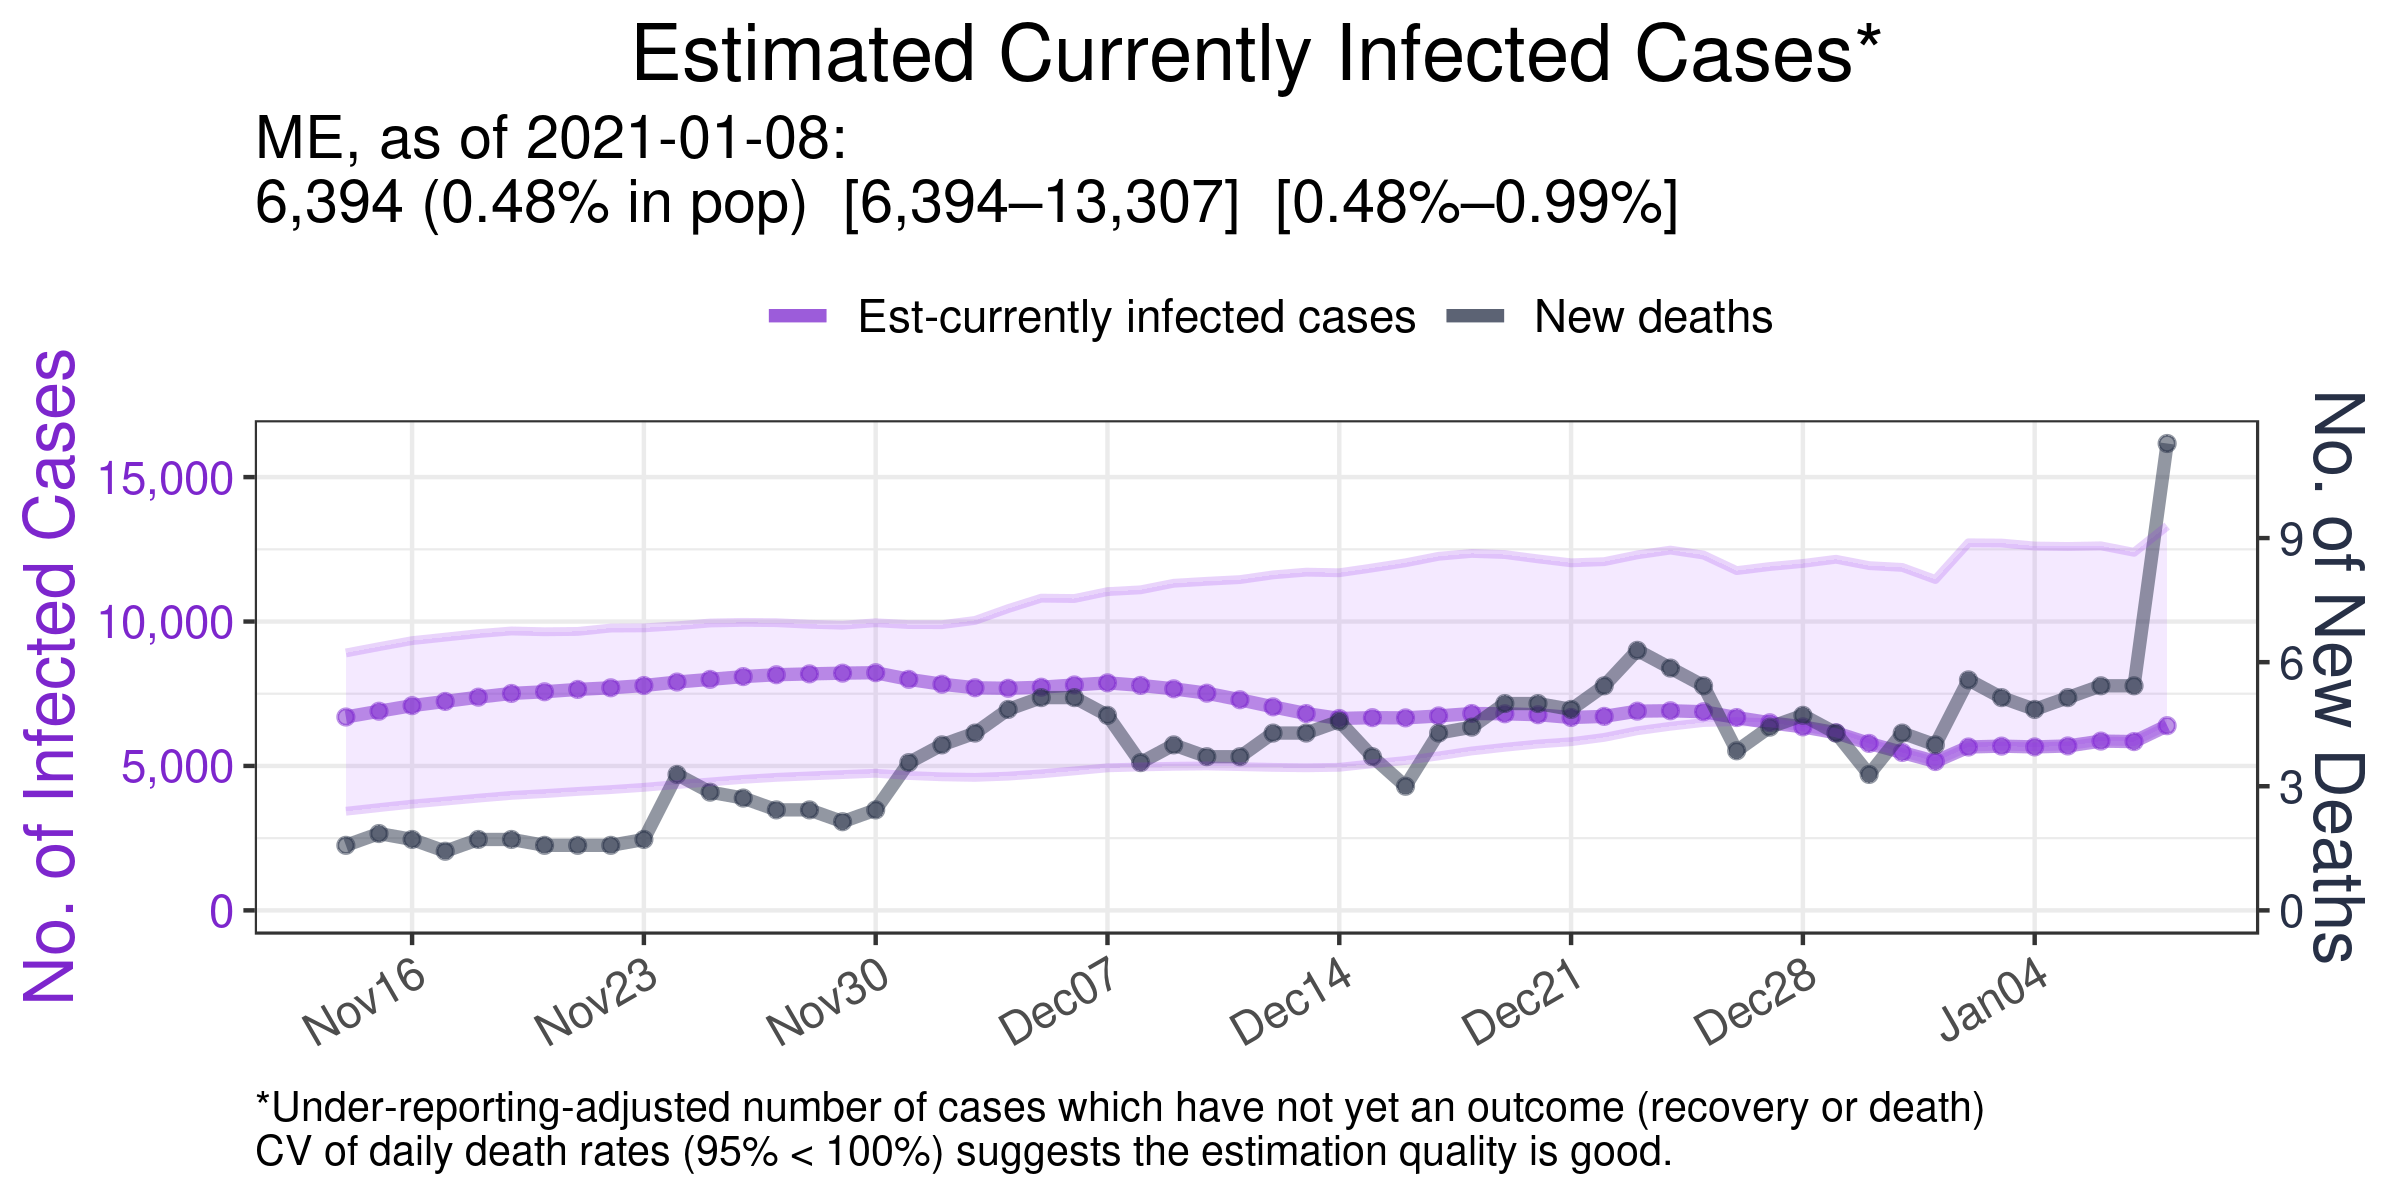 Estimated Currently Infected Cases*
ME, as of 2021-01-08:
6,394 (0.48% in pop)  [6,394–13,307]  [0.48%–0.99%]
Est-currently infected cases
New deaths
No. of Infected Cases
15,000
10,000
5,000
0
No. of New Deaths
9
6
3
0
Nov16
Nov23
Nov30
Dec07
Dec14
Dec21
Dec28
Jan04
*Under-reporting-adjusted number of cases which have not yet an outcome (recovery or death)
CV of daily death rates (95% < 100%) suggests the estimation quality is good.